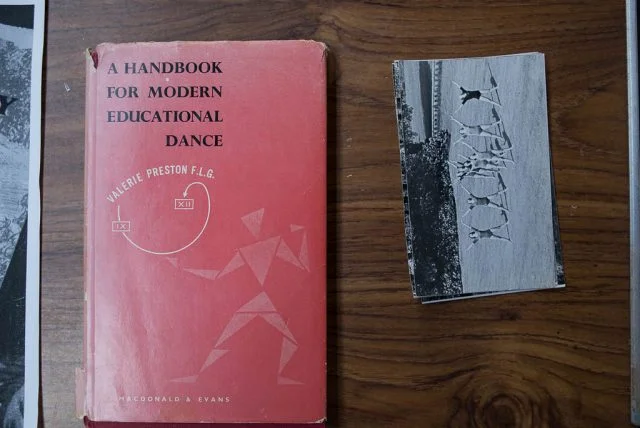 A HANDBOOK
FOR MODERN
EDUCATIONAL
DANCE
VALERIE PRESTON F.L.G.
XII
IX
MACDONALD & EVANS
Y